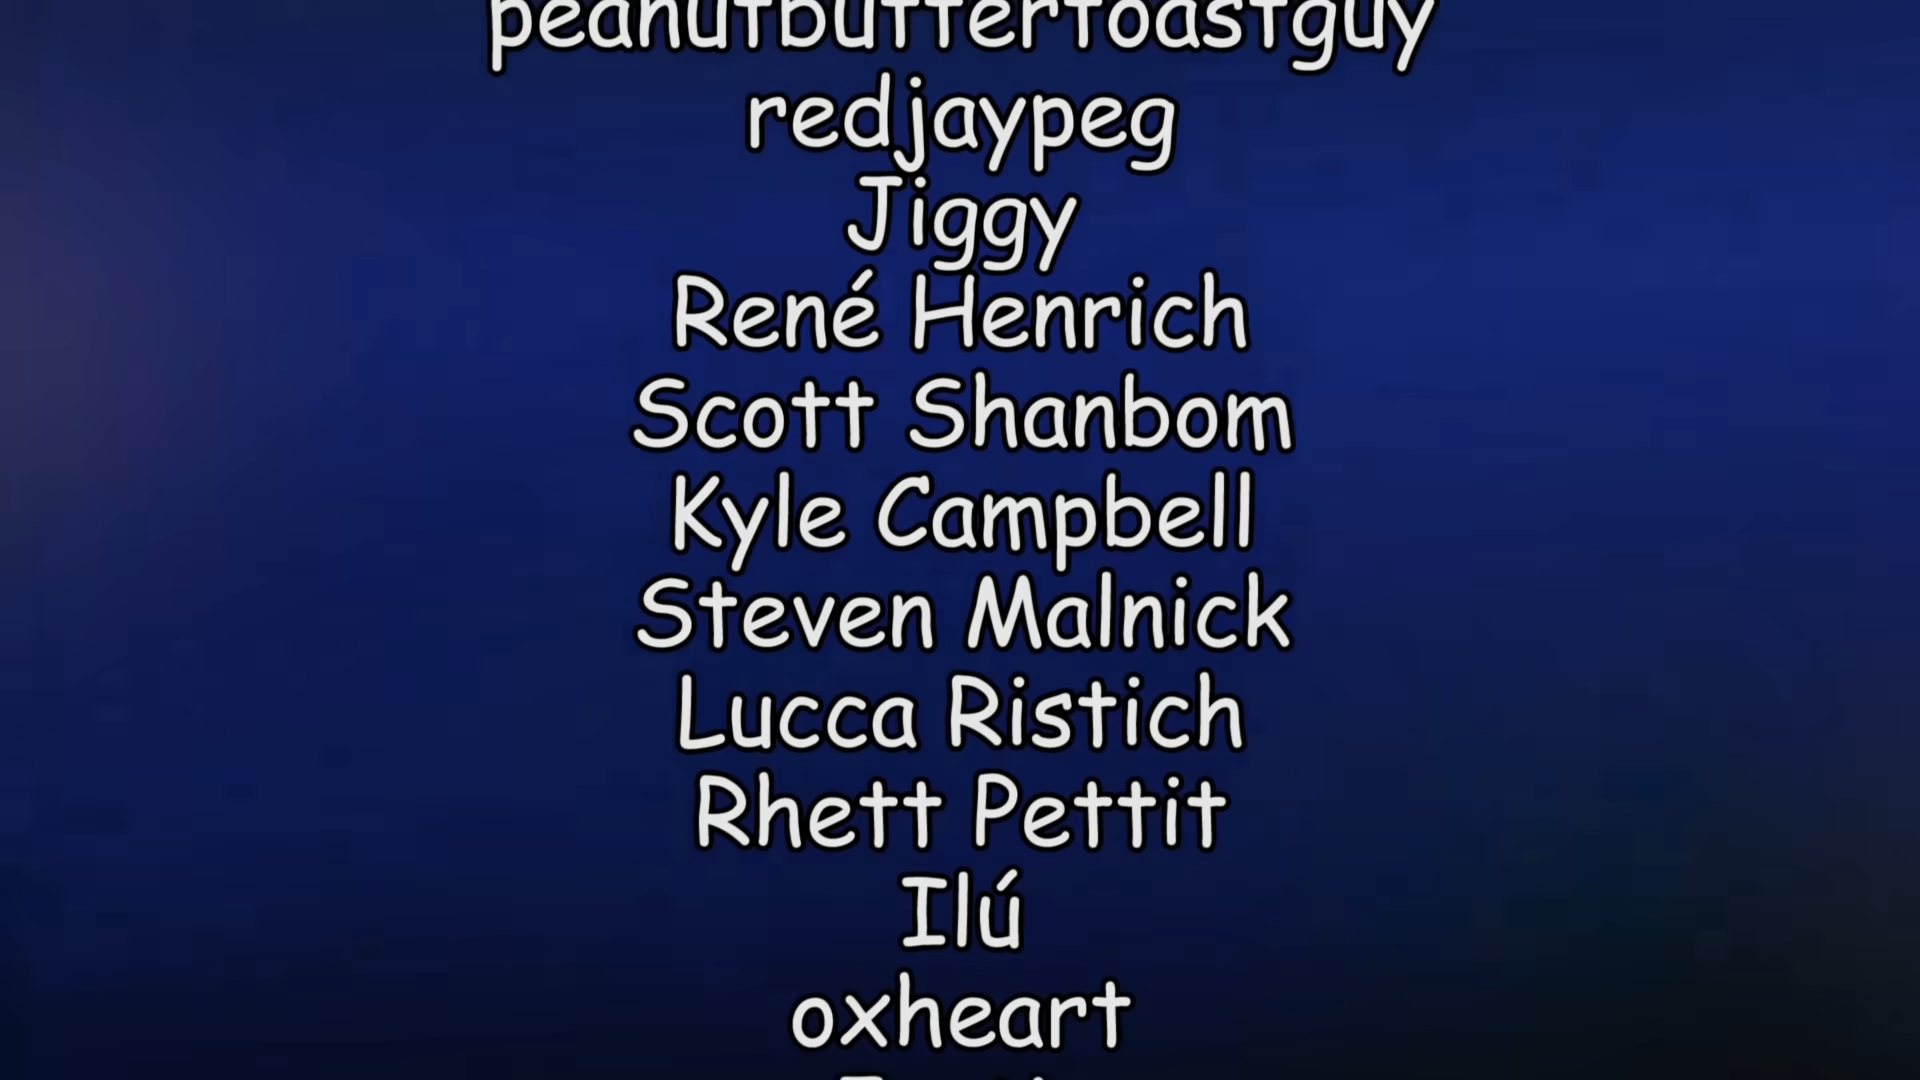 peanutbuttertoastguy
redjaypeg
Jiggy
René Henrich
Scott Shanbom
Kyle Campbell
Steven Malnick
Lucca Ristich
Rhett Pettit
Ilú
oxheart